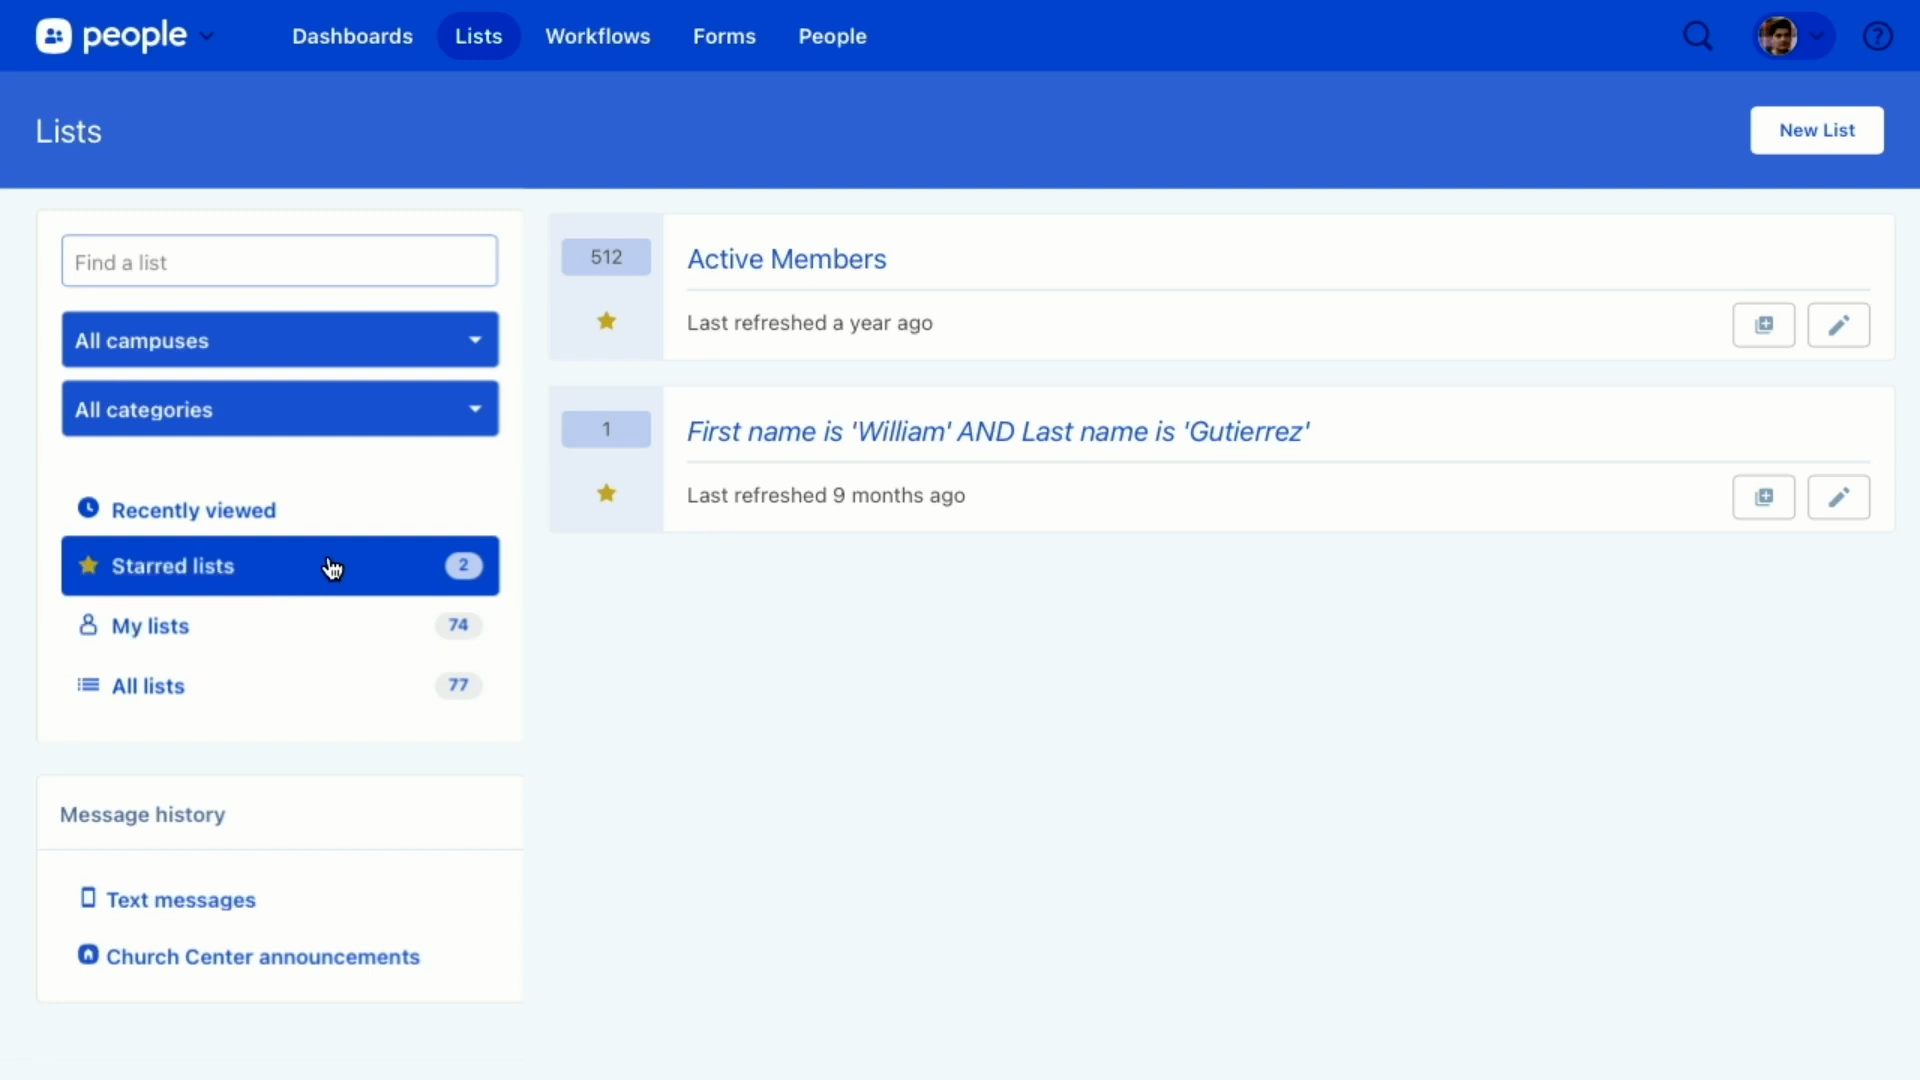 people
Dashboards
Lists
Workflows
Forms
People
?
Lists
New List
Find a list
All campuses
All categories
Recently viewed
Starred lists 2
My lists 74
All lists 77
Message history
Text messages
Church Center announcements
512
Active Members
Last refreshed a year ago
1
First name is 'William' AND Last name is 'Gutierrez'
Last refreshed 9 months ago